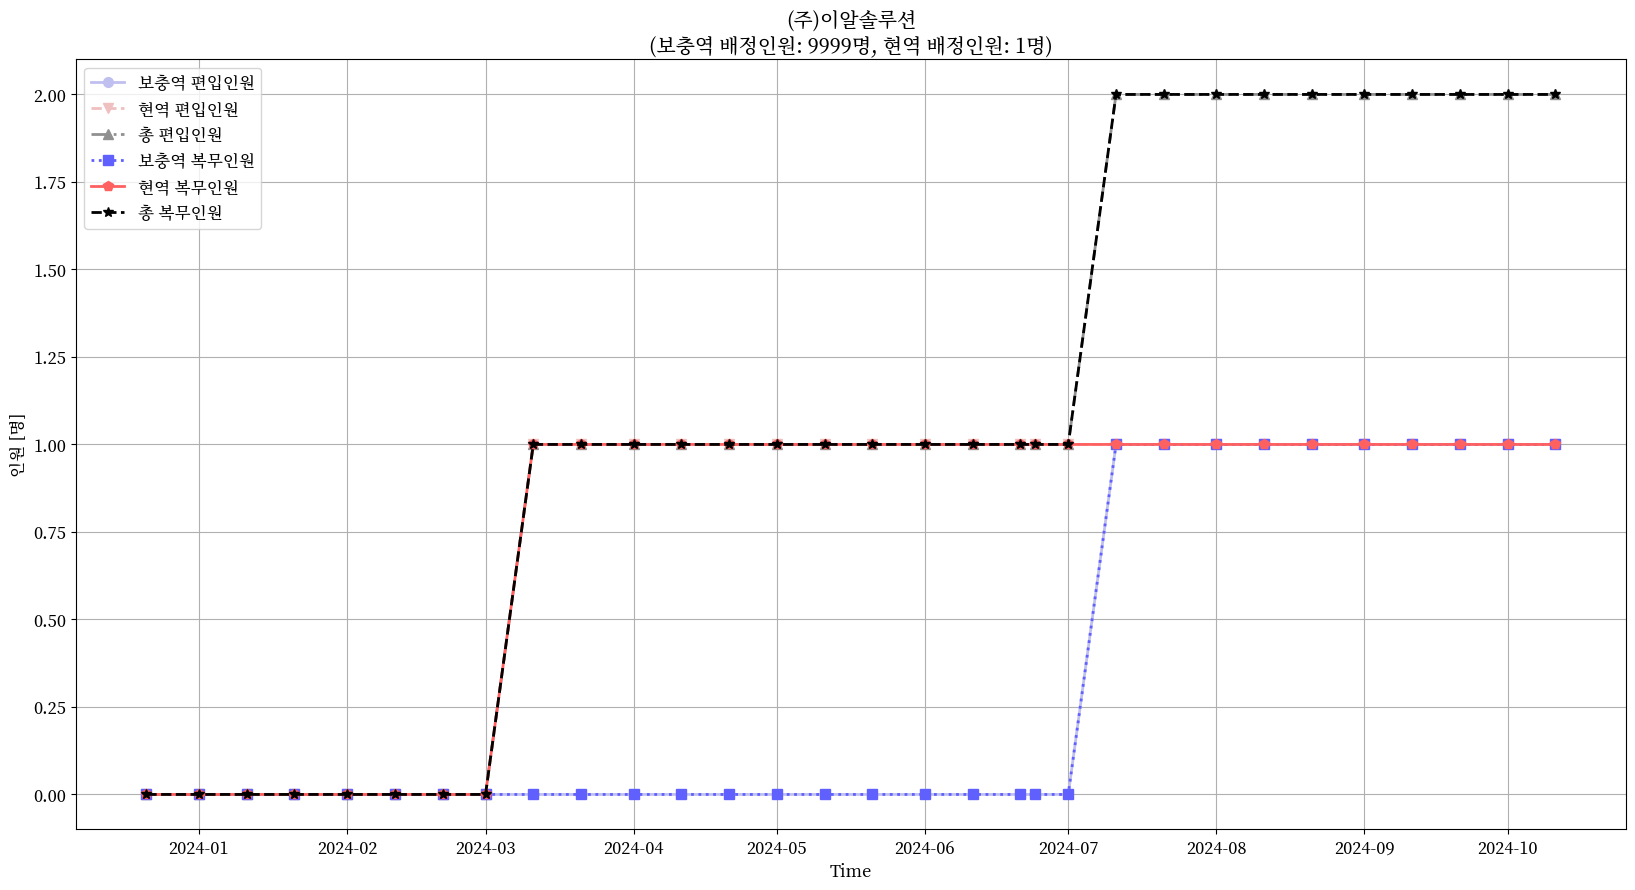 (주)이알솔루션
(보충역 배정인원: 9999명, 현역 배정인원: 1명)
보충역 편입인원
현역 편입인원
총 편입인원
보충역 복무인원
현역 복무인원
총 복무인원
2.00
1.75
1.50
1.25
1.00
0.75
0.50
0.25
0.00
인원 [명]
2024-01 2024-02 2024-03 2024-04 2024-05 2024-06 2024-07 2024-08 2024-09 2024-10
Time